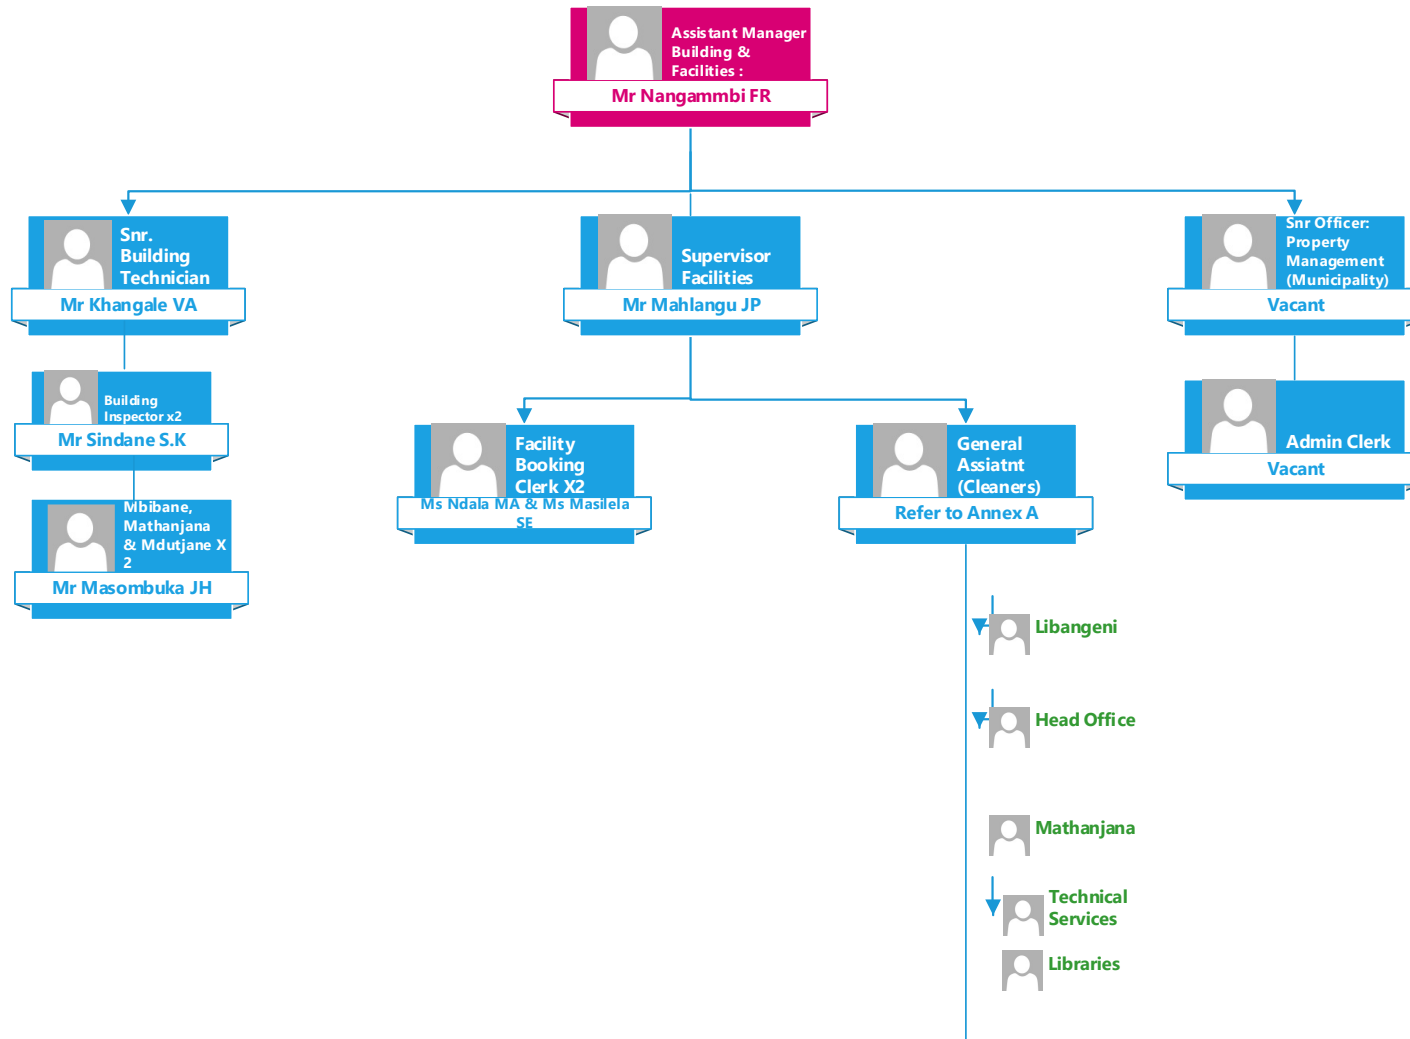 Assistant Manager
Building &
Facilities :
Mr Nangammbi FR
Snr.
Building
Technician
Mr Khangale VA
Supervisor
Facilities
Mr Mahlangu JP
Snr Officer:
Property
Management
(Municipality)
Vacant
Building
Inspector x2
Mr Sindane S.K
Mbibane,
Mathanjana
& Mdutjane X
2
Mr Masombuka JH
Facility
Booking
Clerk X2
Ms Ndala MA & Ms Masilela
SE
General
Assiatnt
(Cleaners)
Refer to Annex A
Admin Clerk
Vacant
Libangeni
Head Office
Mathanjana
Technical
Services
Libraries